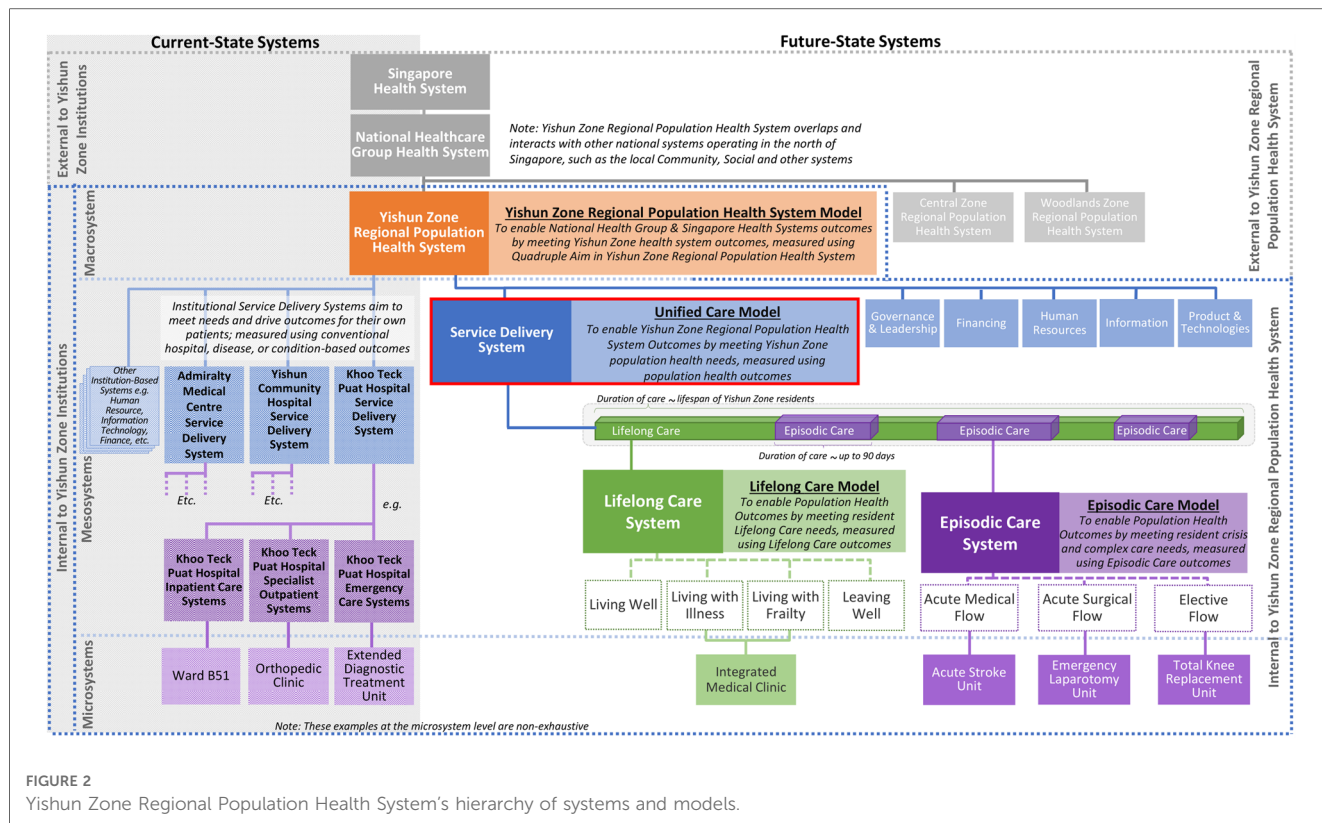 Current-State Systems
Future-State Systems
External to Yishun
Zone Institutions
Singapore
Health System
National Healthcare
Group Health System
Note: Yishun Zone Regional Population Health System overlaps and
interacts with other national systems operating in the north of
Singapore, such as the local Community, Social and other systems
External to Yishun Zone Regional
Population Health System
Internal to Yishun Zone Institutions
Macrosystem
Yishun Zone
Regional Population
Health System
Yishun Zone Regional Population Health System Model
To enable National Health Group & Singapore Health Systems outcomes
by meeting Yishun Zone health system outcomes, measured using
Quadruple Aim in Yishun Zone Regional Population Health System
Central Zone
Regional Population
Health System
Woodlands Zone
Regional Population
Health System
Mesosystems
Institutional Service Delivery Systems aim to
meet needs and drive outcomes for their own
patients; measured using conventional
hospital, disease, or condition-based outcomes
Other
Institution-Based
Systems e.g.
Human
Resource,
Information
Technology,
Finance, etc.
Admiralty
Medical
Centre
Service
Delivery
System
Yishun
Community
Hospital
Service
Delivery
System
Khoo Teck
Puat Hospital
Service
Delivery
System
Etc.
Etc.
e.g.
Khoo Teck
Puat Hospital
Inpatient Care
Systems
Khoo Teck
Puat Hospital
Specialist
Outpatient
Systems
Khoo Teck
Puat Hospital
Emergency
Care Systems
Service Delivery
System
Unified Care Model
To enable Yishun Zone Regional Population Health
System Outcomes by meeting Yishun Zone
population health needs, measured using
population health outcomes
Governance
& Leadership
Financing
Human
Resources
Information
Product &
Technologies
Internal to Yishun Zone Regional Population Health System
Duration of care ~ lifespan of Yishun Zone residents
Lifelong Care
Episodic Care
Episodic Care
Episodic Care
Duration of care ~ up to 90 days
Lifelong Care
System
Lifelong Care Model
To enable Population Health
Outcomes by meeting resident
Lifelong Care needs, measured
using Lifelong Care outcomes
Episodic Care
System
Episodic Care Model
To enable Population Health
Outcomes by meeting resident crisis
and complex care needs, measured
using Episodic Care outcomes
Living Well
Living with
Illness
Living with
Frailty
Leaving
Well
Acute Medical
Flow
Acute Surgical
Flow
Elective
Flow
Microsystems
Ward B51
Orthopedic
Clinic
Extended
Diagnostic
Treatment
Unit
Integrated
Medical Clinic
Acute Stroke
Unit
Emergency
Laparotomy
Unit
Total Knee
Replacement
Unit
Note: These examples at the microsystem level are non-exhaustive
FIGURE 2
Yishun Zone Regional Population Health System's hierarchy of systems and models.